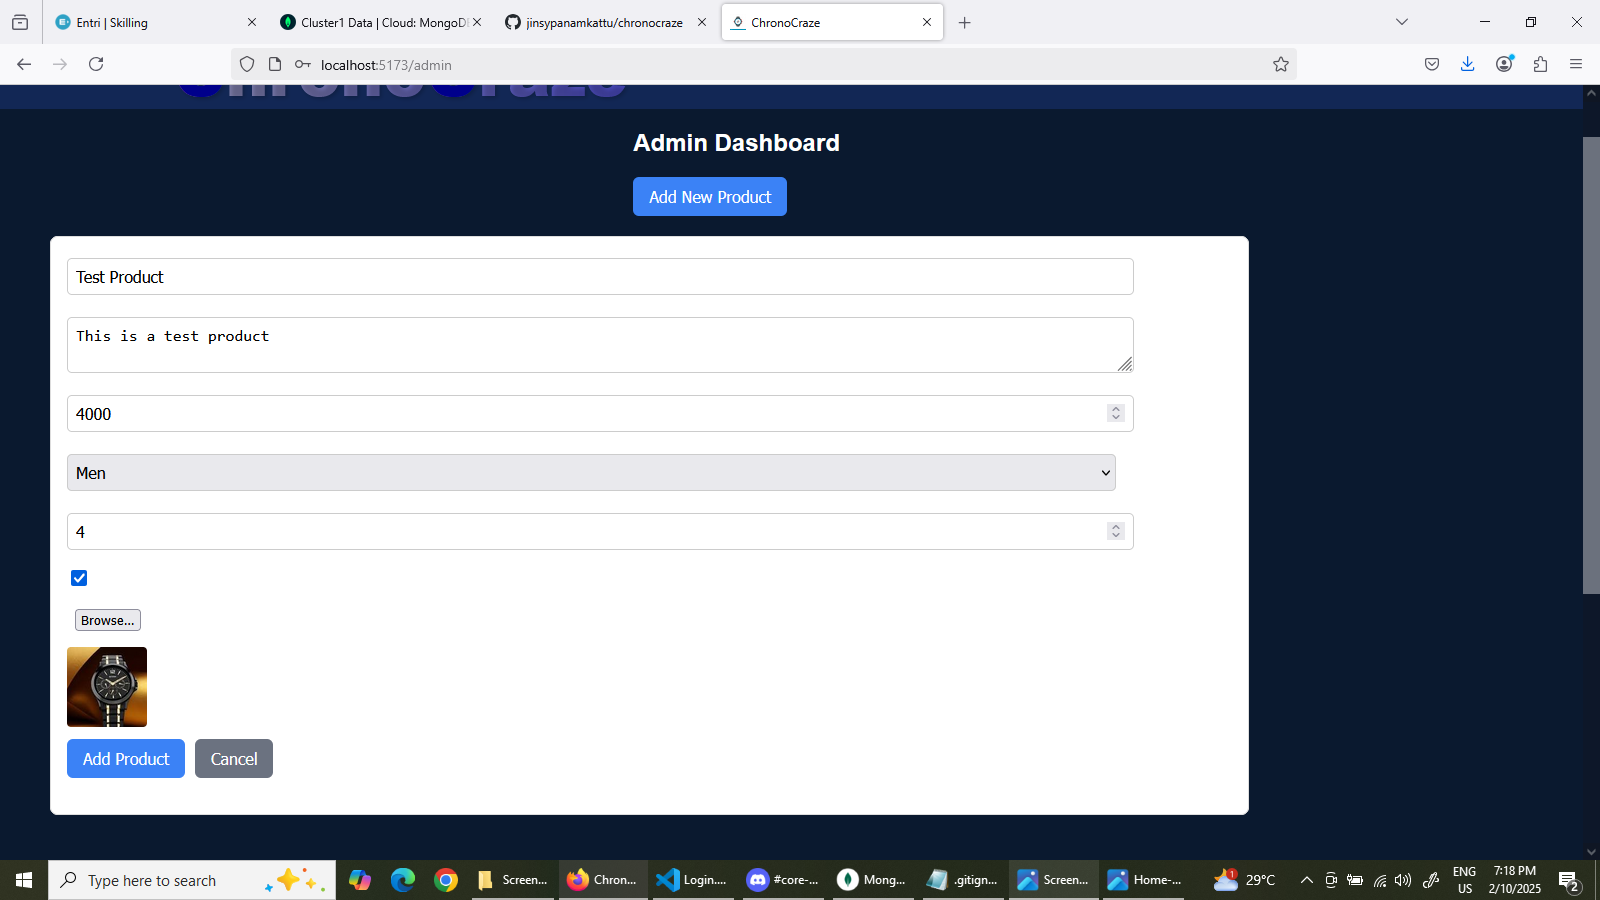 Entri | Skilling
Cluster1 Data | Cloud: MongoDB
jinsypanamkattu/chronocraze
ChronoCraze
localhost:5173/admin
ChronoCraze
Admin Dashboard
Add New Product
Test Product
This is a test product
4000
Men
4
Browse...
Add Product
Cancel
Type here to search
Screen...
Chron...
Login....
#core-...
Mong...
.gitign...
Screen...
Home-...
1
29°C
ENG
US
7:18 PM
2/10/2025
2